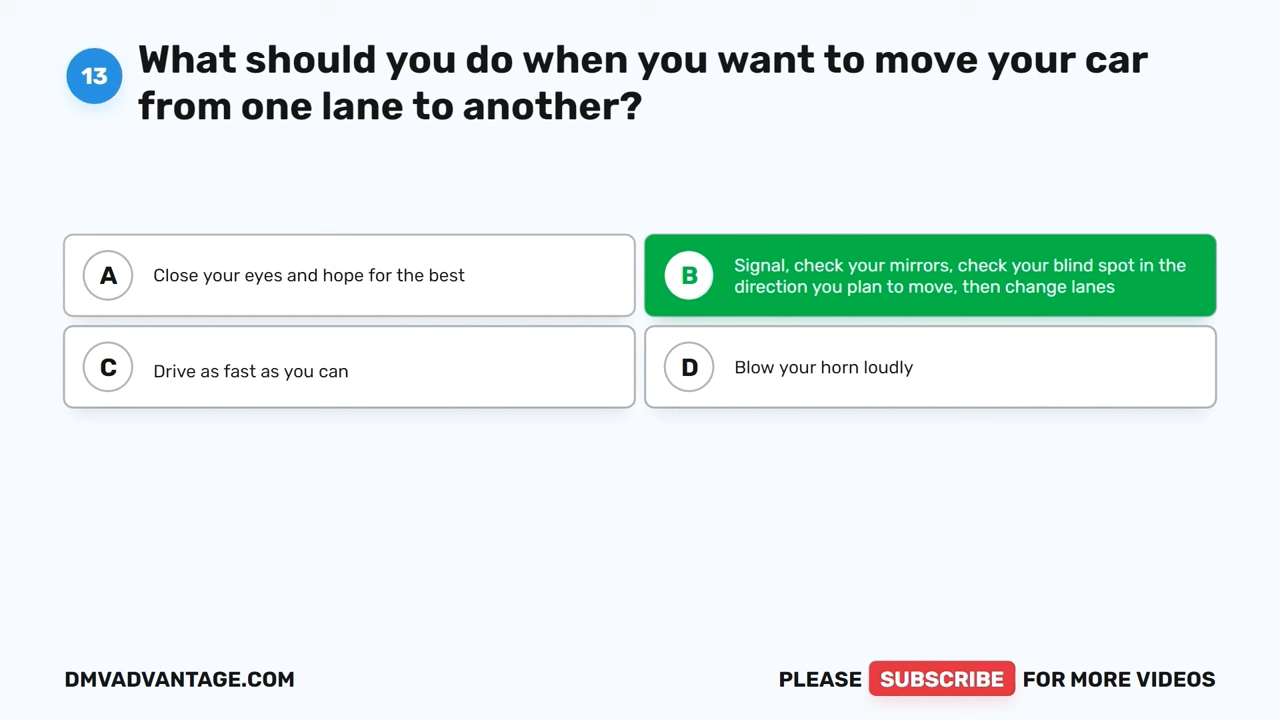 13
What should you do when you want to move your car
from one lane to another?
A
Close your eyes and hope for the best
B
Signal, check your mirrors, check your blind spot in the
direction you plan to move, then change lanes
C
Drive as fast as you can
D
Blow your horn loudly
DMVADVANTAGE.COM
PLEASE SUBSCRIBE FOR MORE VIDEOS